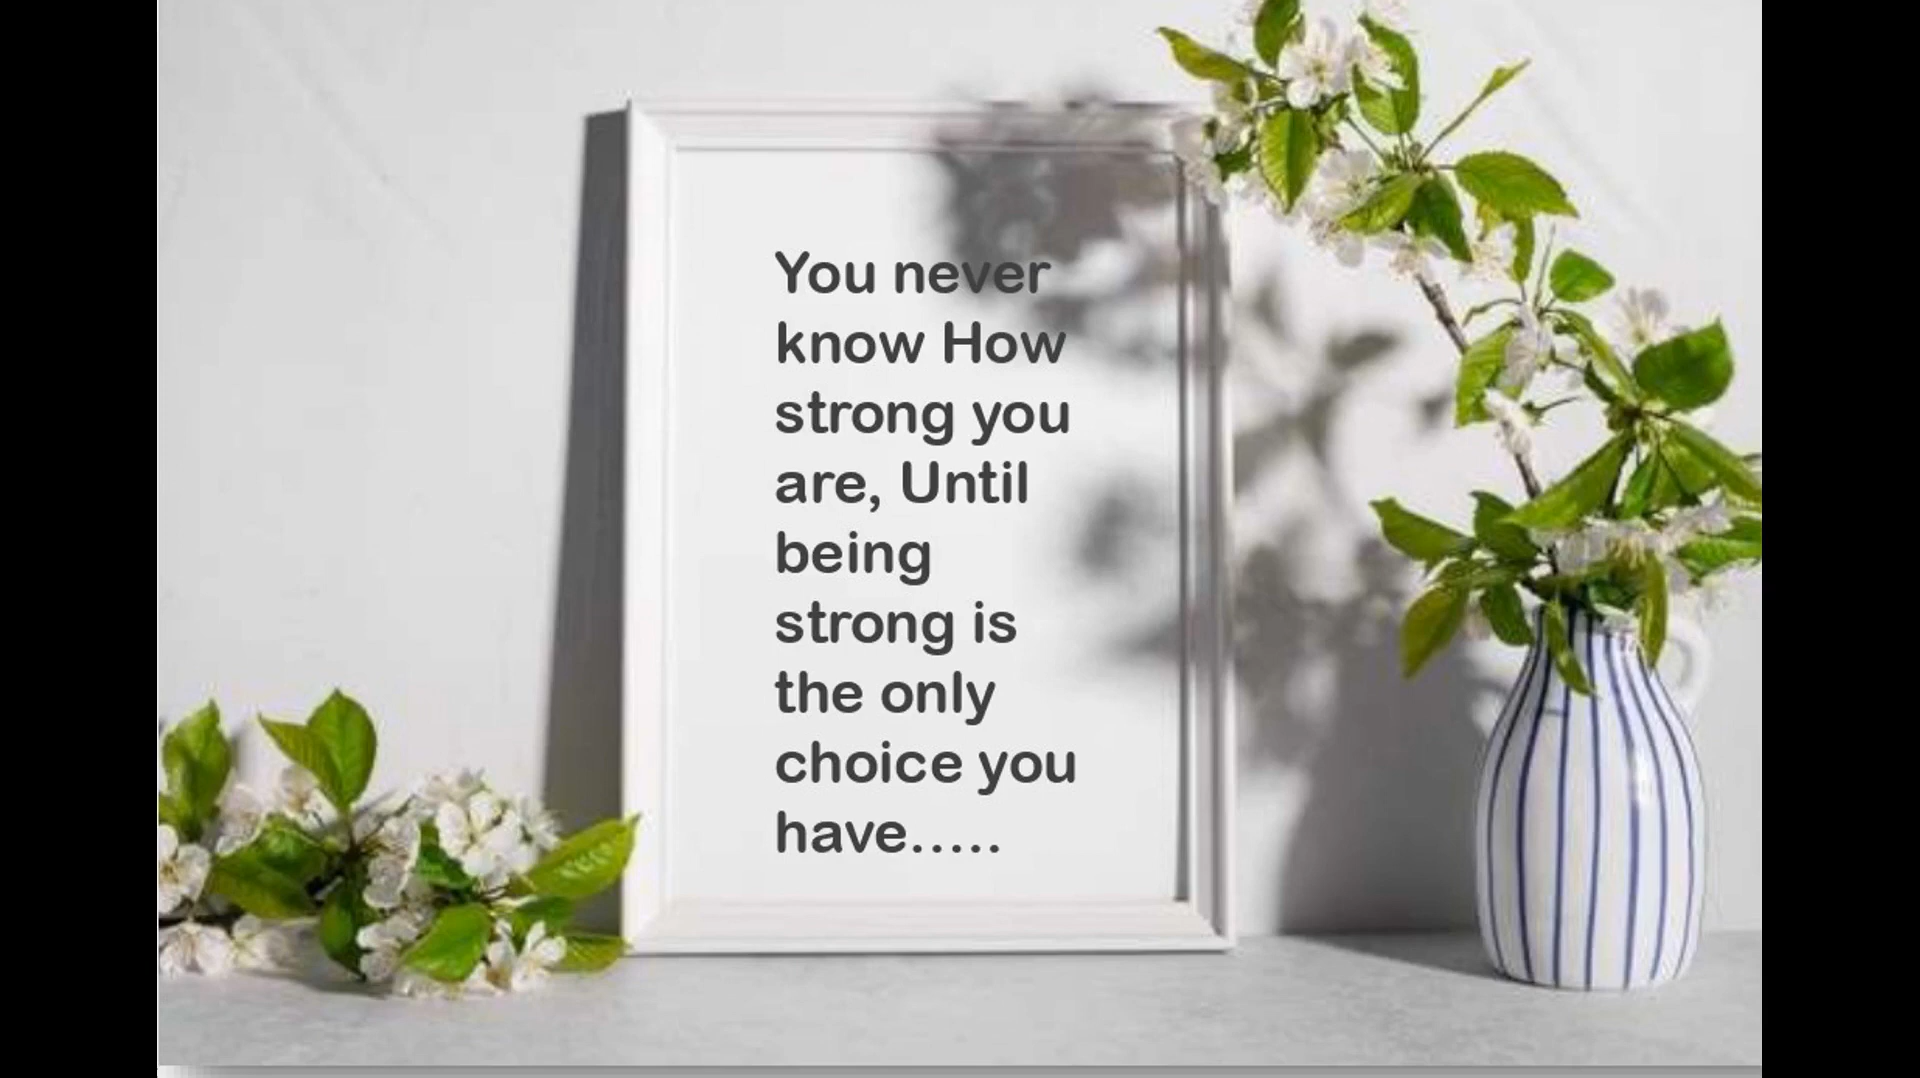 You never
know How
strong you
are, Until
being
strong is
the only
choice you
have.....